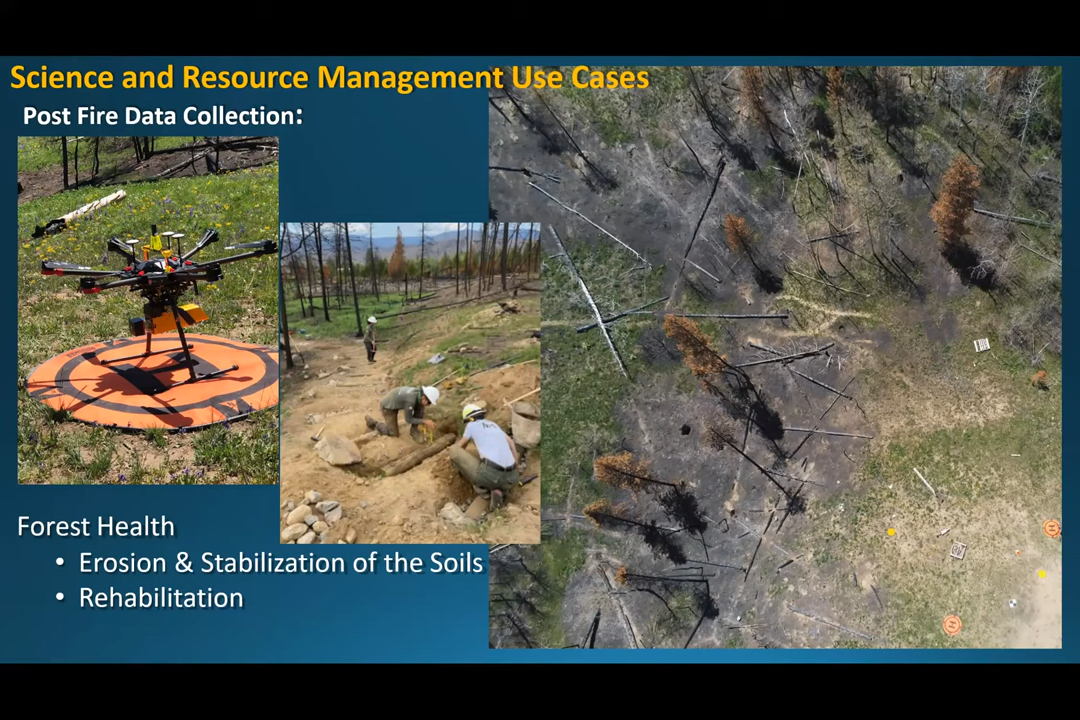 Science and Resource Management Use Cases
Post Fire Data Collection:
Forest Health
• Erosion & Stabilization of the Soils
• Rehabilitation